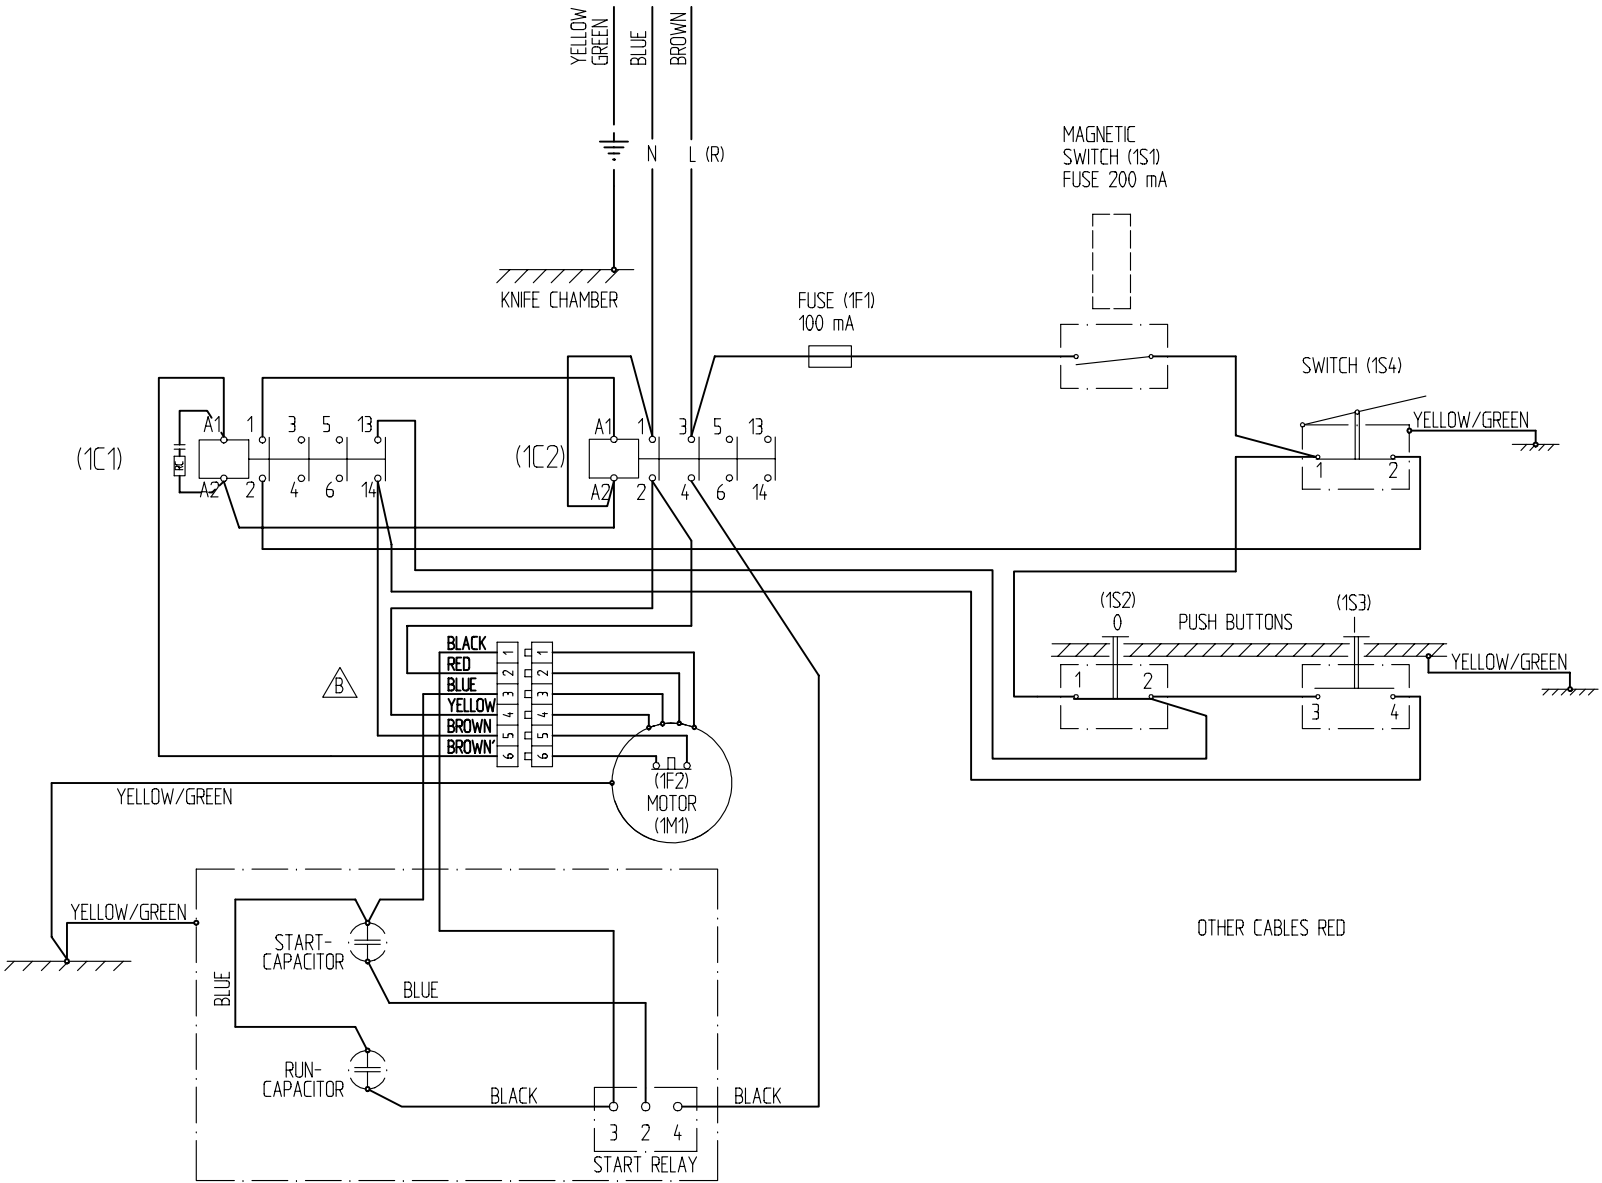 YELLOW
GREEN
BLUE
BROWN
N
L (R)
MAGNETIC
SWITCH (1S1)
FUSE 200 mA
KNIFE CHAMBER
FUSE (1F1)
100 mA
SWITCH (1S4)
YELLOW/GREEN
1 2
(1C1)
A1 1 3 5 13
RC
A2 2 4 6 14
(1C2)
A1 1 3 5 13
A2 2 4 6 14
(1S2)
0
PUSH BUTTONS
(1S3)
I
YELLOW/GREEN
1 2
3 4
B
BLACK 1 1
RED 2 2
BLUE 3 3
YELLOW 4 4
BROWN 5 5
BROWN' 6 6
(1F2)
MOTOR
(1M1)
YELLOW/GREEN
YELLOW/GREEN
START-
CAPACITOR
BLUE
BLUE
RUN-
CAPACITOR
BLACK
BLACK
3 2 4
START RELAY
OTHER CABLES RED